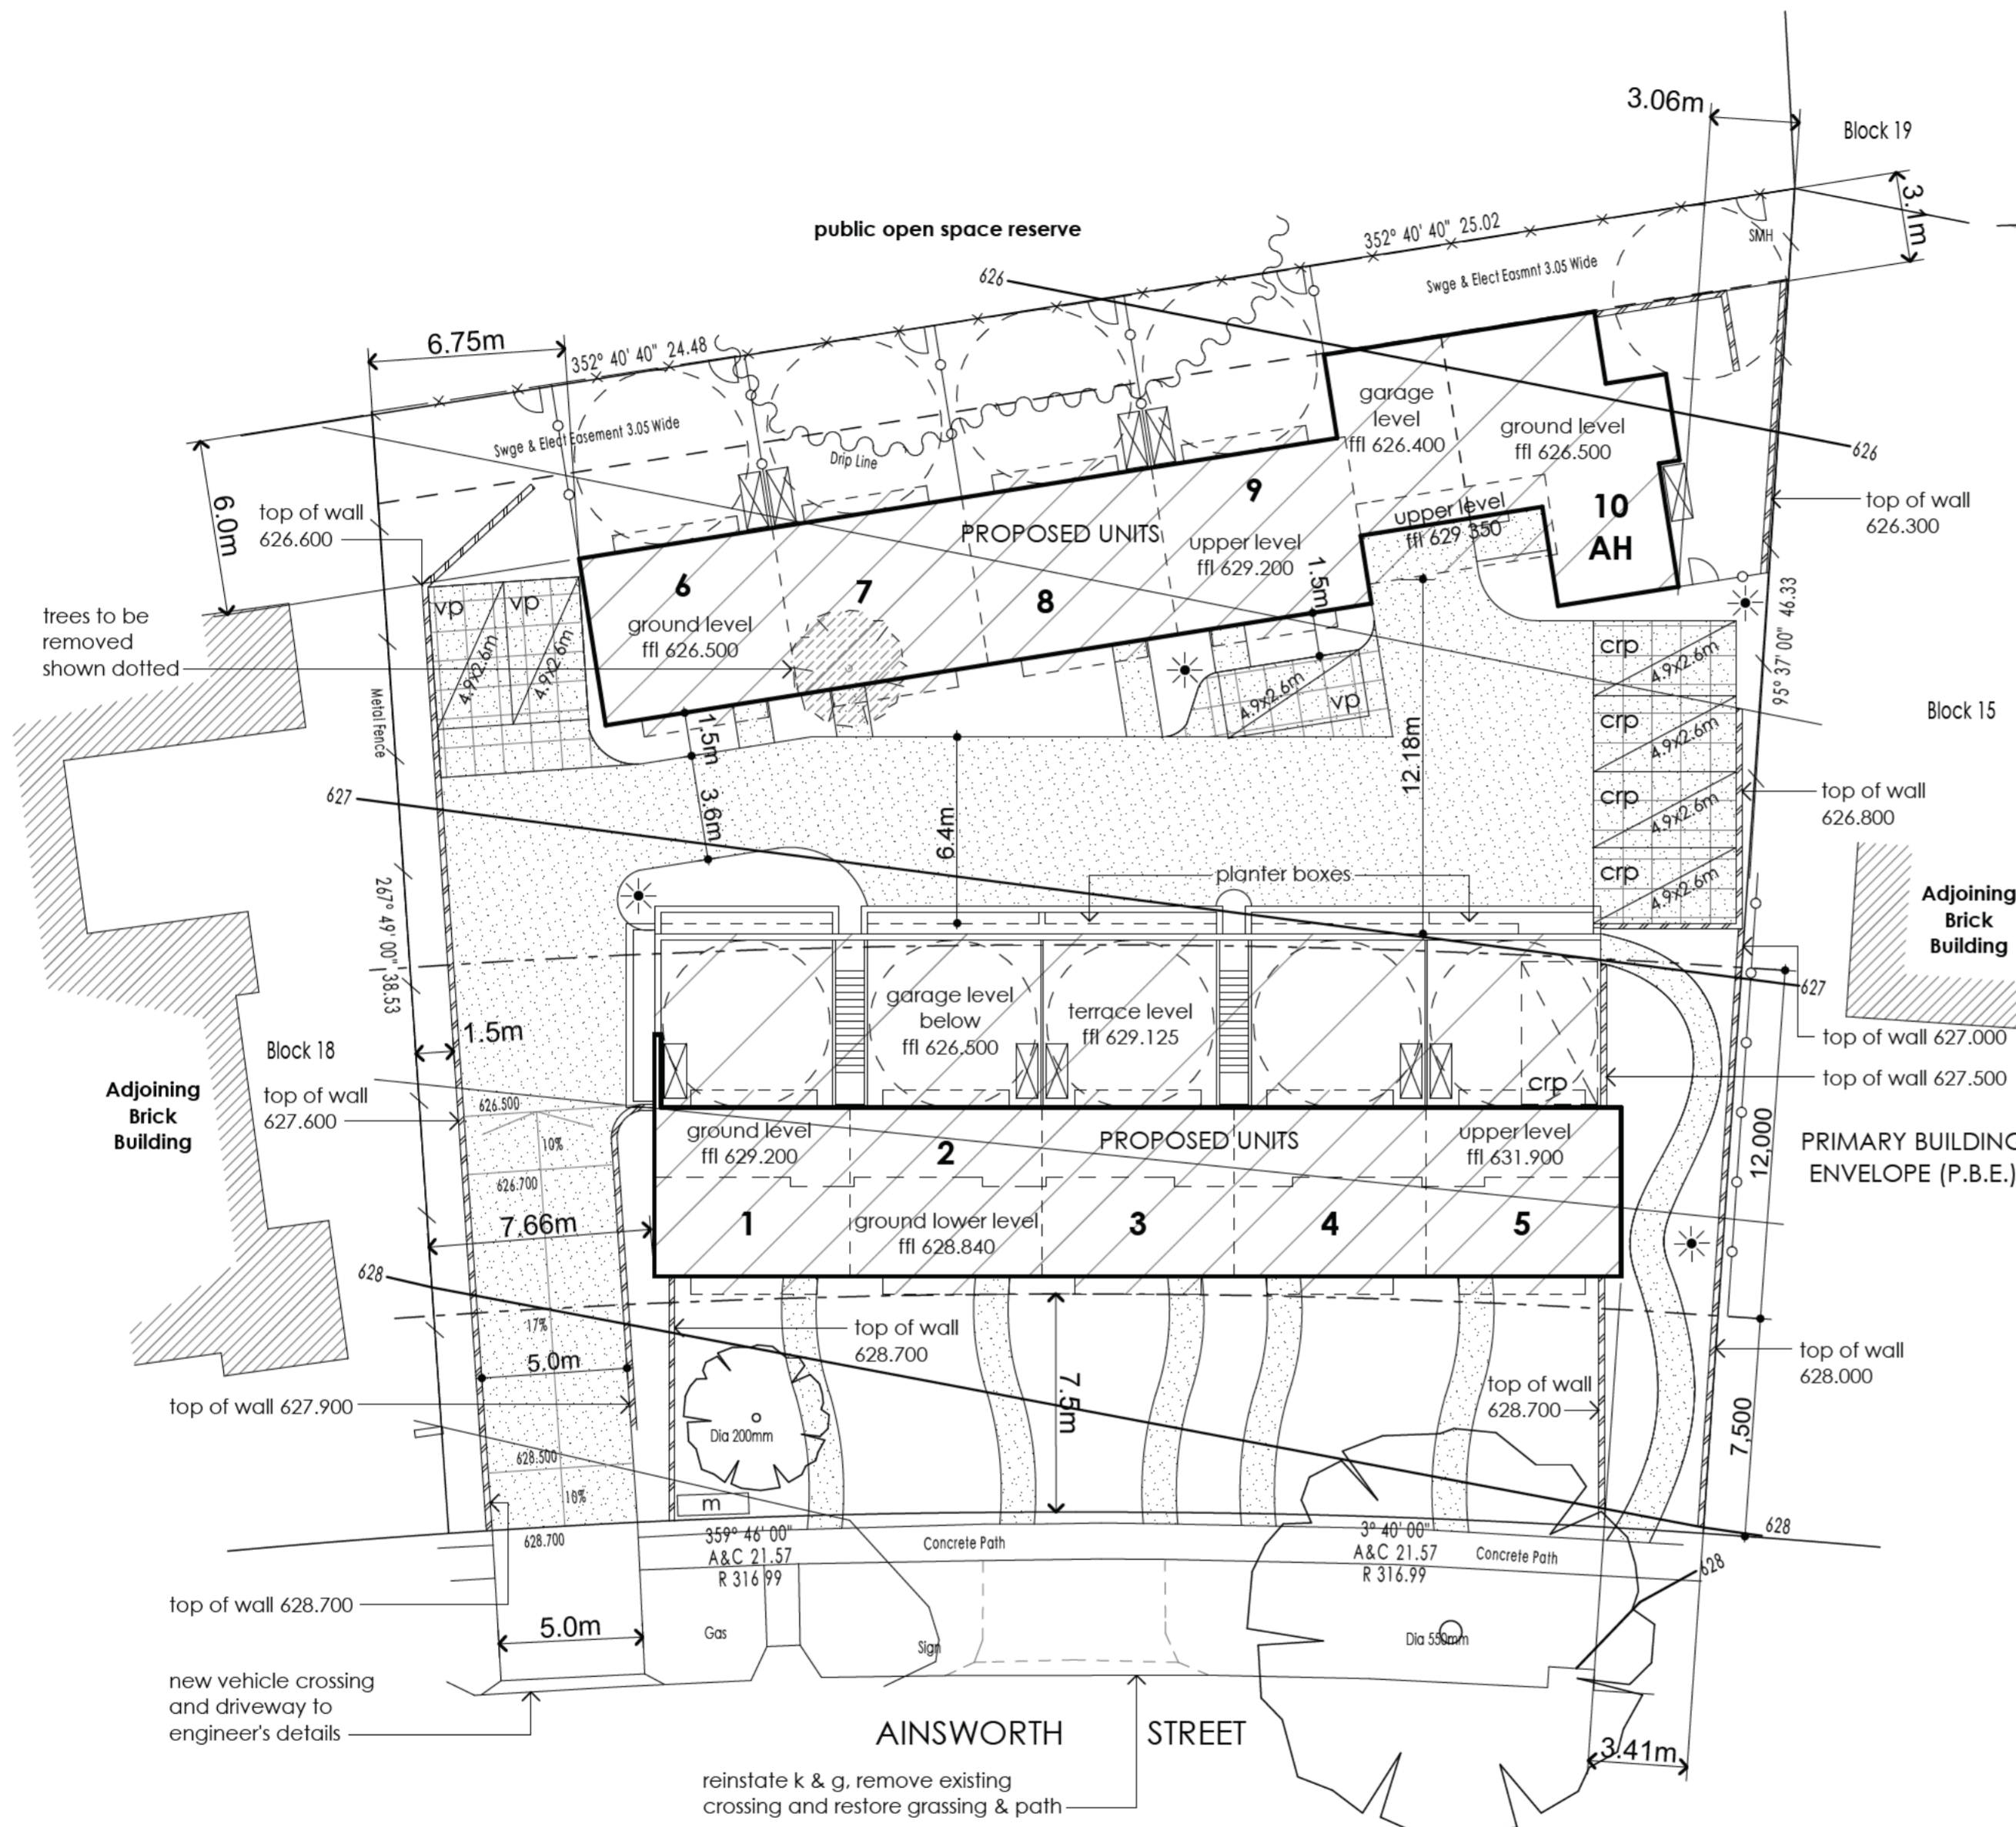 3.06m
Block 19
3.1m
public open space reserve
352° 40' 40" 25.02
SMH
Swge & Elect Easmnt 3.05 Wide
626
6.75m
352° 40' 40" 24.48
Swge & Elect Easement 3.05 Wide
Drip Line
garage
level
ffl 626.400
ground level
ffl 626.500
626
6.0m
top of wall
626.600
top of wall
626.300
9
10
AH
upper level
ffl 629 350
PROPOSED UNITS
upper level
ffl 629.200
1.5m
6
7
8
ground level
ffl 626.500
vp
vp
4.9x2.6m
4.9x2.6m
trees to be
removed
shown dotted
Metal Fence
4.9x2.6m
vp
crp
4.9x2.6m
crp
4.9x2.6m
crp
4.9x2.6m
crp
4.9x2.6m
95° 37' 00" 46.33
Block 15
1.5m
3.6m
12.18m
6.4m
627
top of wall
626.800
planter boxes
Adjoining
Brick
Building
267° 49' 00" 38.53
627
garage level
below
ffl 626.500
terrace level
ffl 629.125
top of wall 627.000
top of wall 627.500
crp
1.5m
Block 18
Adjoining
Brick
Building
top of wall
627.600
626.500
10%
626.700
ground level
ffl 629.200
2
PROPOSED UNITS
upper level
ffl 631.900
12,000
PRIMARY BUILDING
ENVELOPE (P.B.E.)
7.66m
1
ground lower level
ffl 628.840
3
4
5
628
17%
5.0m
top of wall
628.700
7.5m
top of wall
628.700
top of wall
628.000
7,500
top of wall 627.900
Dia 200mm
628.500
10%
m
628.700
359° 46' 00"
A&C 21.57
R 316 99
Concrete Path
3° 40' 00"
A&C 21.57
R 316.99
Concrete Path
628
628
top of wall 628.700
5.0m
Gas
Sign
Dia 550mm
new vehicle crossing
and driveway to
engineer's details
AINSWORTH STREET
3.41m
reinstate k & g, remove existing
crossing and restore grassing & path